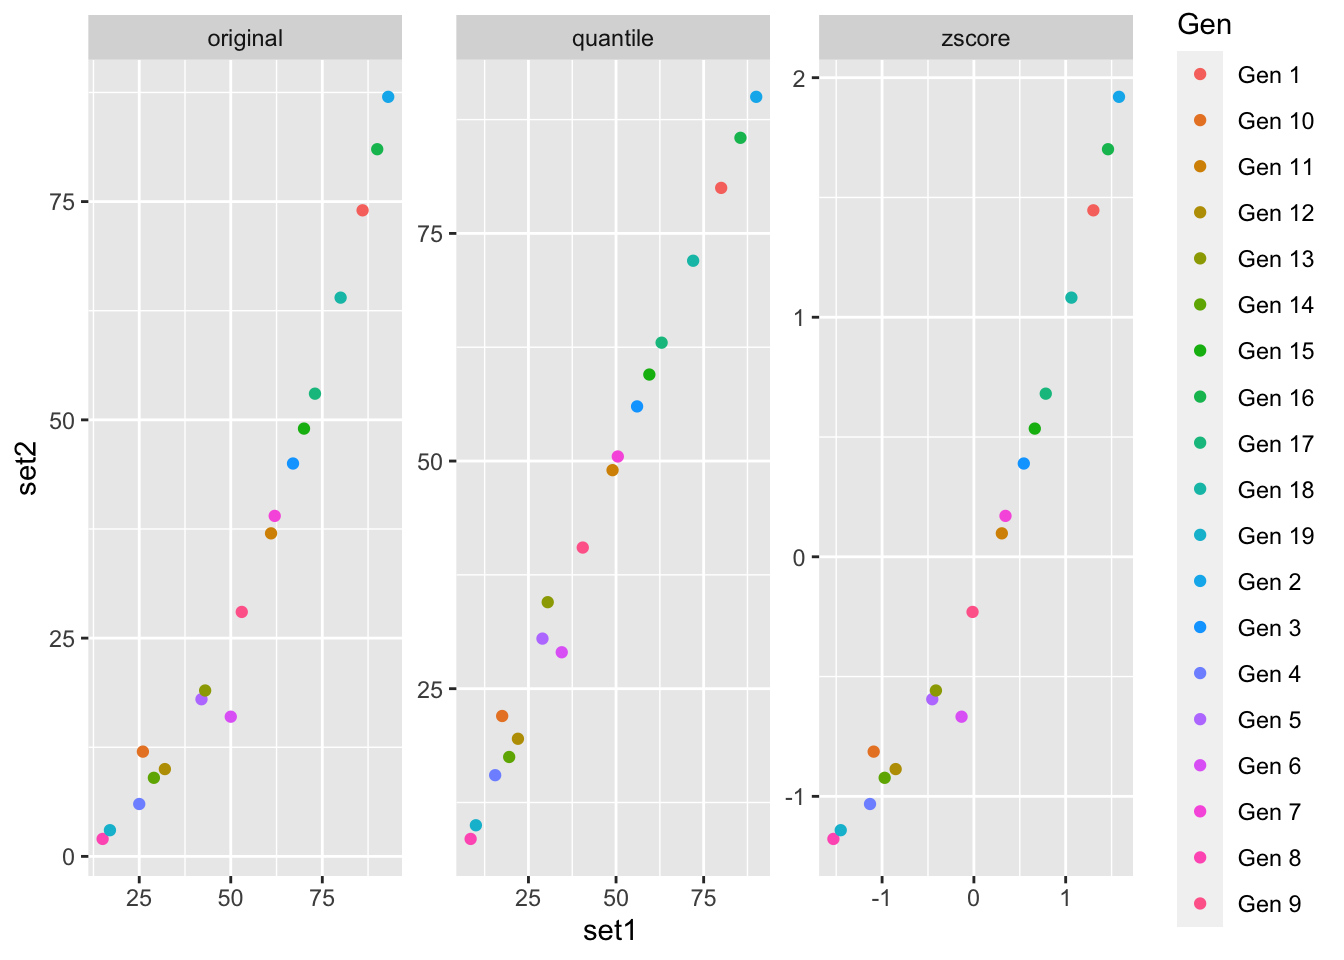 original
quantile
zscore
Gen
set2
75
50
25
0
75
50
25
2
1
0
-1
25 50 75
25 50 75
-1 0 1
set1
Gen 1
Gen 10
Gen 11
Gen 12
Gen 13
Gen 14
Gen 15
Gen 16
Gen 17
Gen 18
Gen 19
Gen 2
Gen 3
Gen 4
Gen 5
Gen 6
Gen 7
Gen 8
Gen 9